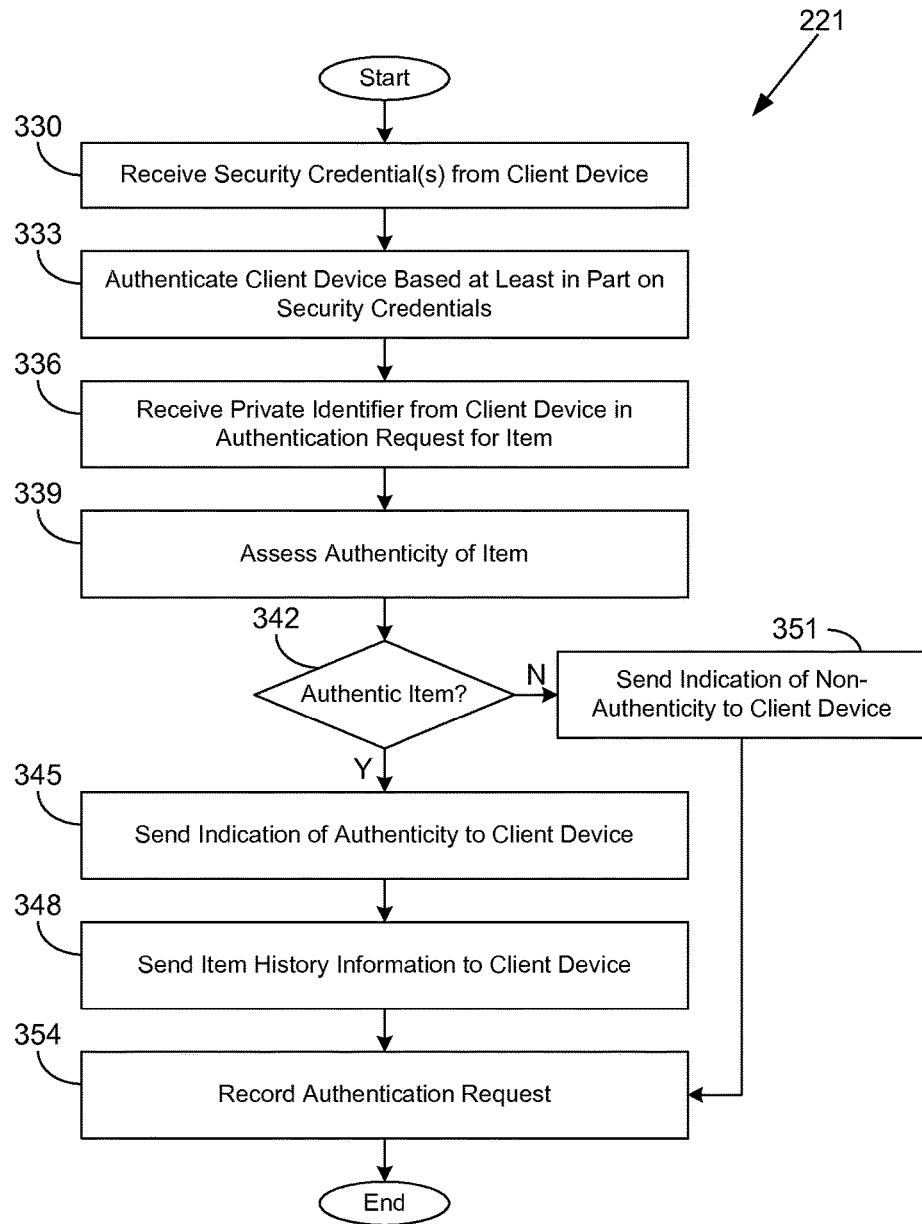 221
Start
330
Receive Security Credential(s) from Client Device
333
Authenticate Client Device Based at Least in Part on
Security Credentials
336
Receive Private Identifier from Client Device in
Authentication Request for Item
339
Assess Authenticity of Item
342
Authentic Item?
N
351
Send Indication of Non-
Authenticity to Client Device
Y
345
Send Indication of Authenticity to Client Device
348
Send Item History Information to Client Device
354
Record Authentication Request
End